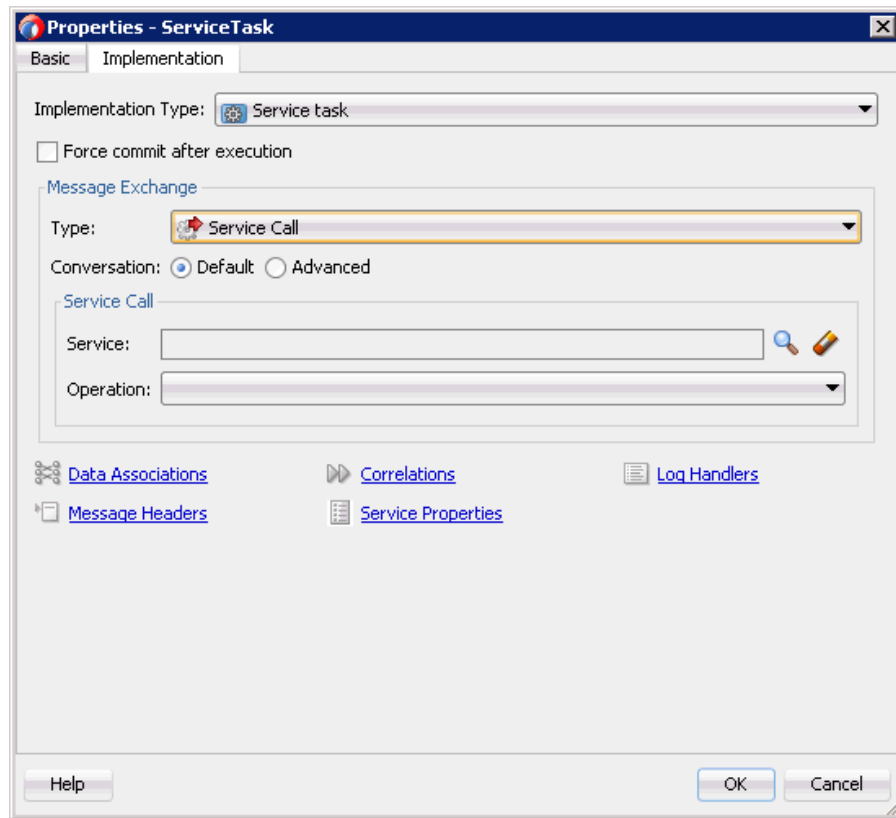 Properties - ServiceTask
Basic Implementation
Implementation Type: Service task
Force commit after execution
Message Exchange
Type: Service Call
Conversation: Default Advanced
Service Call
Service:
Operation:
Data Associations Correlations Log Handlers
Message Headers Service Properties
Help OK Cancel